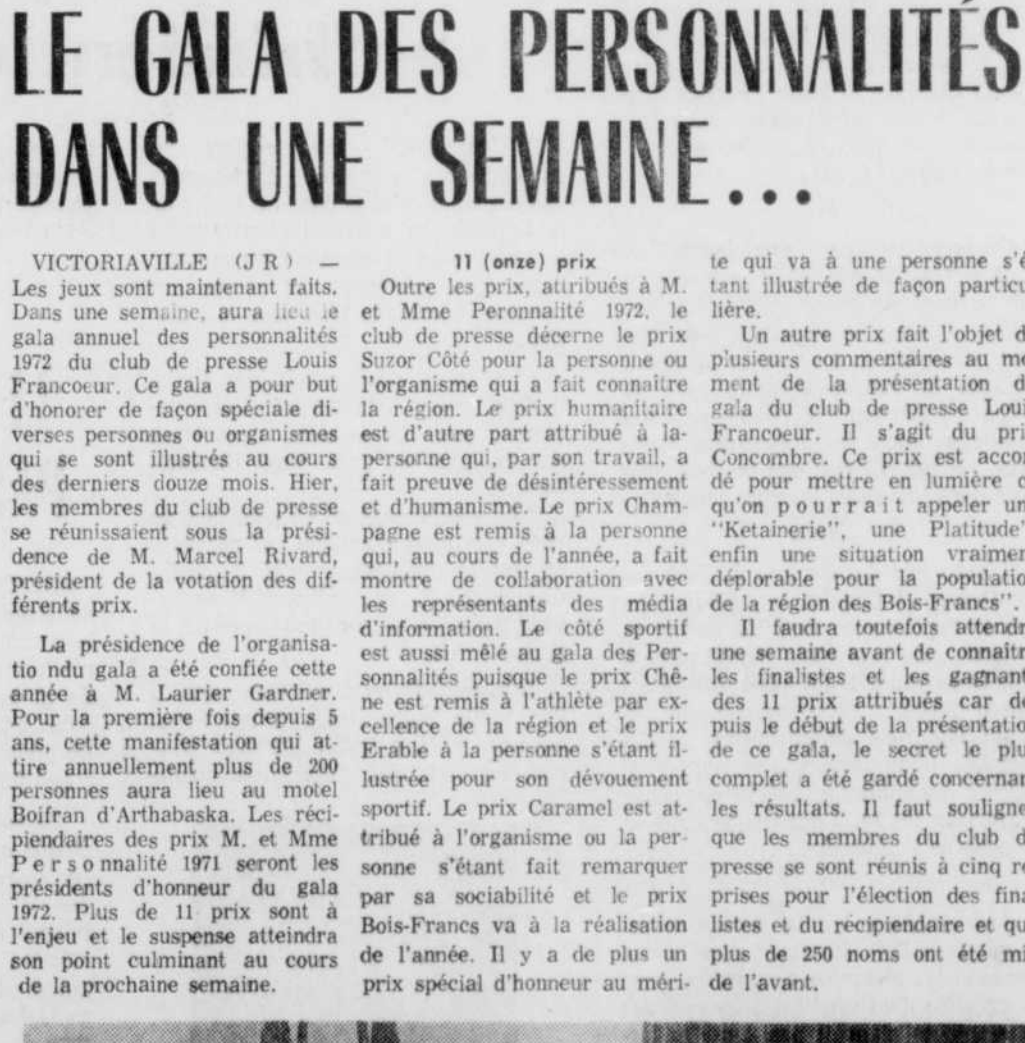 LE GALA DES PERSONNALITÉS
DANS UNE SEMAINE...
VICTORIAVILLE (J R) —
Les jeux sont maintenant faits.
Dans une semaine, aura lieu le
gala annuel des personnalités
1972 du club de presse Louis
Francoeur. Ce gala a pour but
d'honorer de façon spéciale di-
verses personnes ou organismes
qui se sont illustrés au cours
des derniers douze mois. Hier,
les membres du club de presse
se réunissaient sous la prési-
dence de M. Marcel Rivard,
président de la votation des dif-
férents prix.
La présidence de l'organisa-
tio ndu gala a été confiée cette
année à M. Laurier Gardner.
Pour la première fois depuis 5
ans, cette manifestation qui at-
tire annuellement plus de 200
personnes aura lieu au motel
Boifran d'Arthabaska. Les réci-
piendaires des prix M. et Mme
Personnalité 1971 seront les
présidents d'honneur du gala
1972. Plus de 11 prix sont à
l'enjeu et le suspense atteindra
son point culminant au cours
de la prochaine semaine.
11 (onze) prix
Outre les prix, attribués à M.
et Mme Peronnalité 1972, le
club de presse décerne le prix
Suzor Côté pour la personne ou
l'organisme qui a fait connaître
la région. Le prix humanitaire
est d'autre part attribué à la-
personne qui, par son travail, a
fait preuve de désintéressement
et d'humanisme. Le prix Cham-
pagne est remis à la personne
qui, au cours de l'année, a fait
montre de collaboration avec
les représentants des média
d'information. Le côté sportif
est aussi mêlé au gala des Per-
sonnalités puisque le prix Chê-
ne est remis à l'athlète par ex-
cellence de la région et le prix
Erable à la personne s'étant il-
lustrée pour son dévouement
sportif. Le prix Caramel est at-
tribué à l'organisme ou la per-
sonne s'étant fait remarquer
par sa sociabilité et le prix
Bois-Francs va à la réalisation
de l'année. Il y a de plus un
prix spécial d'honneur au méri-
te qui va à une personne s'é
tant illustrée de façon particu
lière.
Un autre prix fait l'objet d
plusieurs commentaires au mo
ment de la présentation d
gala du club de presse Loui
Francoeur. Il s'agit du pri
Concombre. Ce prix est accor
dé pour mettre en lumière c
qu'on pourrait appeler un
"Ketainerie", une Platitude"
enfin une situation vraimen
déplorable pour la populatio
de la région des Bois-Francs".
Il faudra toutefois attendr
une semaine avant de connaitr
les finalistes et les gagnant
des 11 prix attribués car de
puis le début de la présentatio
de ce gala, le secret le plu
complet a été gardé concernan
les résultats. Il faut souligne
que les membres du club d
presse se sont réunis à cinq re
prises pour l'élection des fina
listes et du récipiendaire et qu
plus de 250 noms ont été mi
de l'avant.